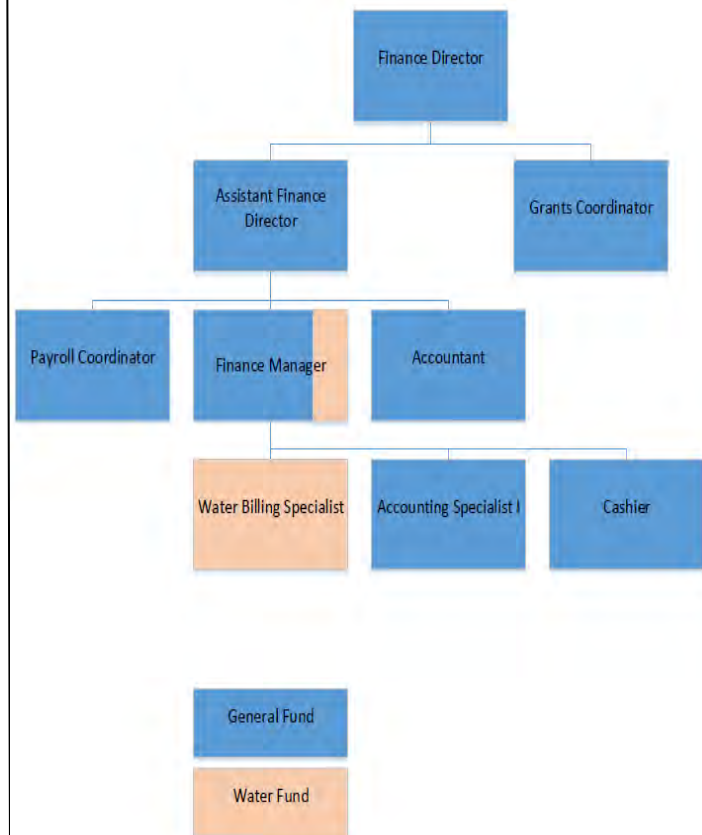 Finance Director
Assistant Finance
Director
Grants Coordinator
Payroll Coordinator
Finance Manager
Accountant
Water Billing Specialist
Accounting Specialist I
Cashier
General Fund
Water Fund